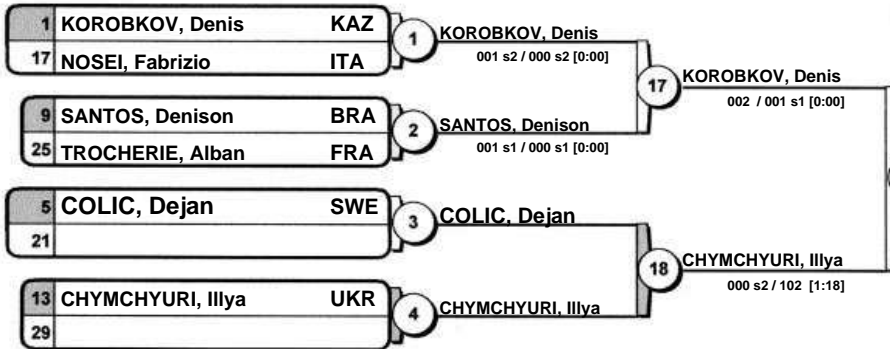 1 KOROBKOV, Denis KAZ
17 NOSEI, Fabrizio ITA
1
KOROBKOV, Denis
001 s2 / 000 s2 [0:00]
9 SANTOS, Denison BRA
25 TROCHERIE, Alban FRA
2
SANTOS, Denison
001 s1 / 000 s1 [0:00]
17
KOROBKOV, Denis
002 / 001 s1 [0:00]
5 COLIC, Dejan SWE
21
3
COLIC, Dejan
13 CHYMCHYURI, Illya UKR
29
4
CHYMCHYURI, Illya
18
CHYMCHYURI, Illya
000 s2 / 102 [1:18]